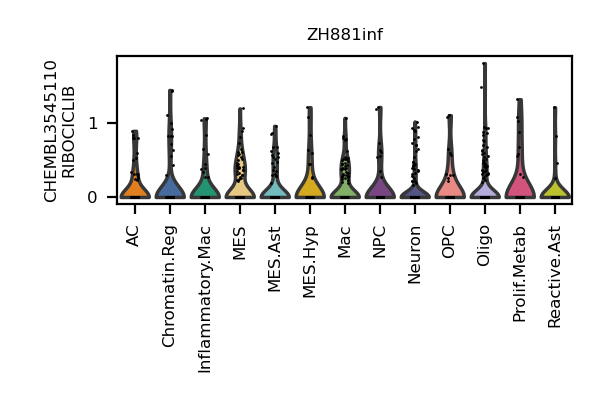 ZH881inf
CHEMBL3545110
RIBOCICLIB
1
0
AC
Chromatin.Reg
Inflammatory.Mac
MES
MES.Ast
MES.Hyp
Mac
NPC
Neuron
OPC
Oligo
Prolif.Metab
Reactive.Ast